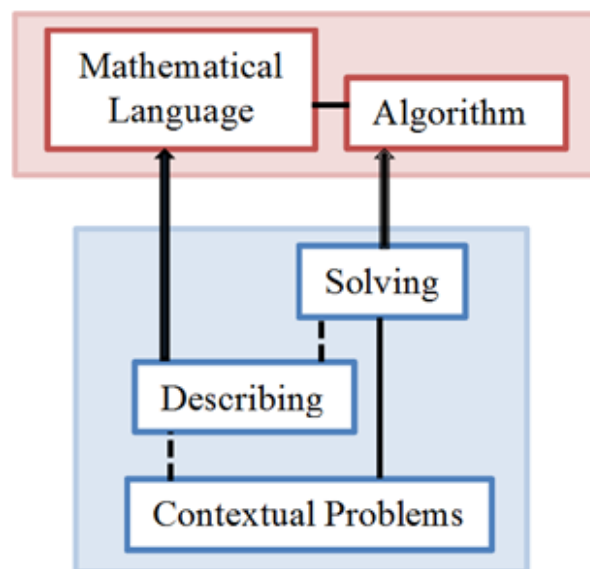 Mathematical
Language
Algorithm
Solving
Describing
Contextual Problems